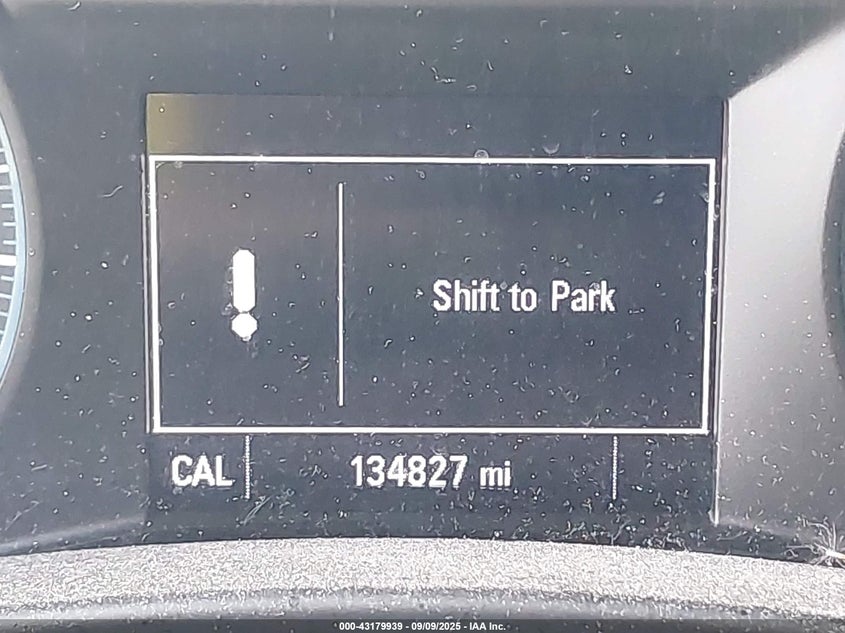 !
Shift to Park
CAL 134827 mi
000-43179939 - 09/09/2025 - IAA Inc.